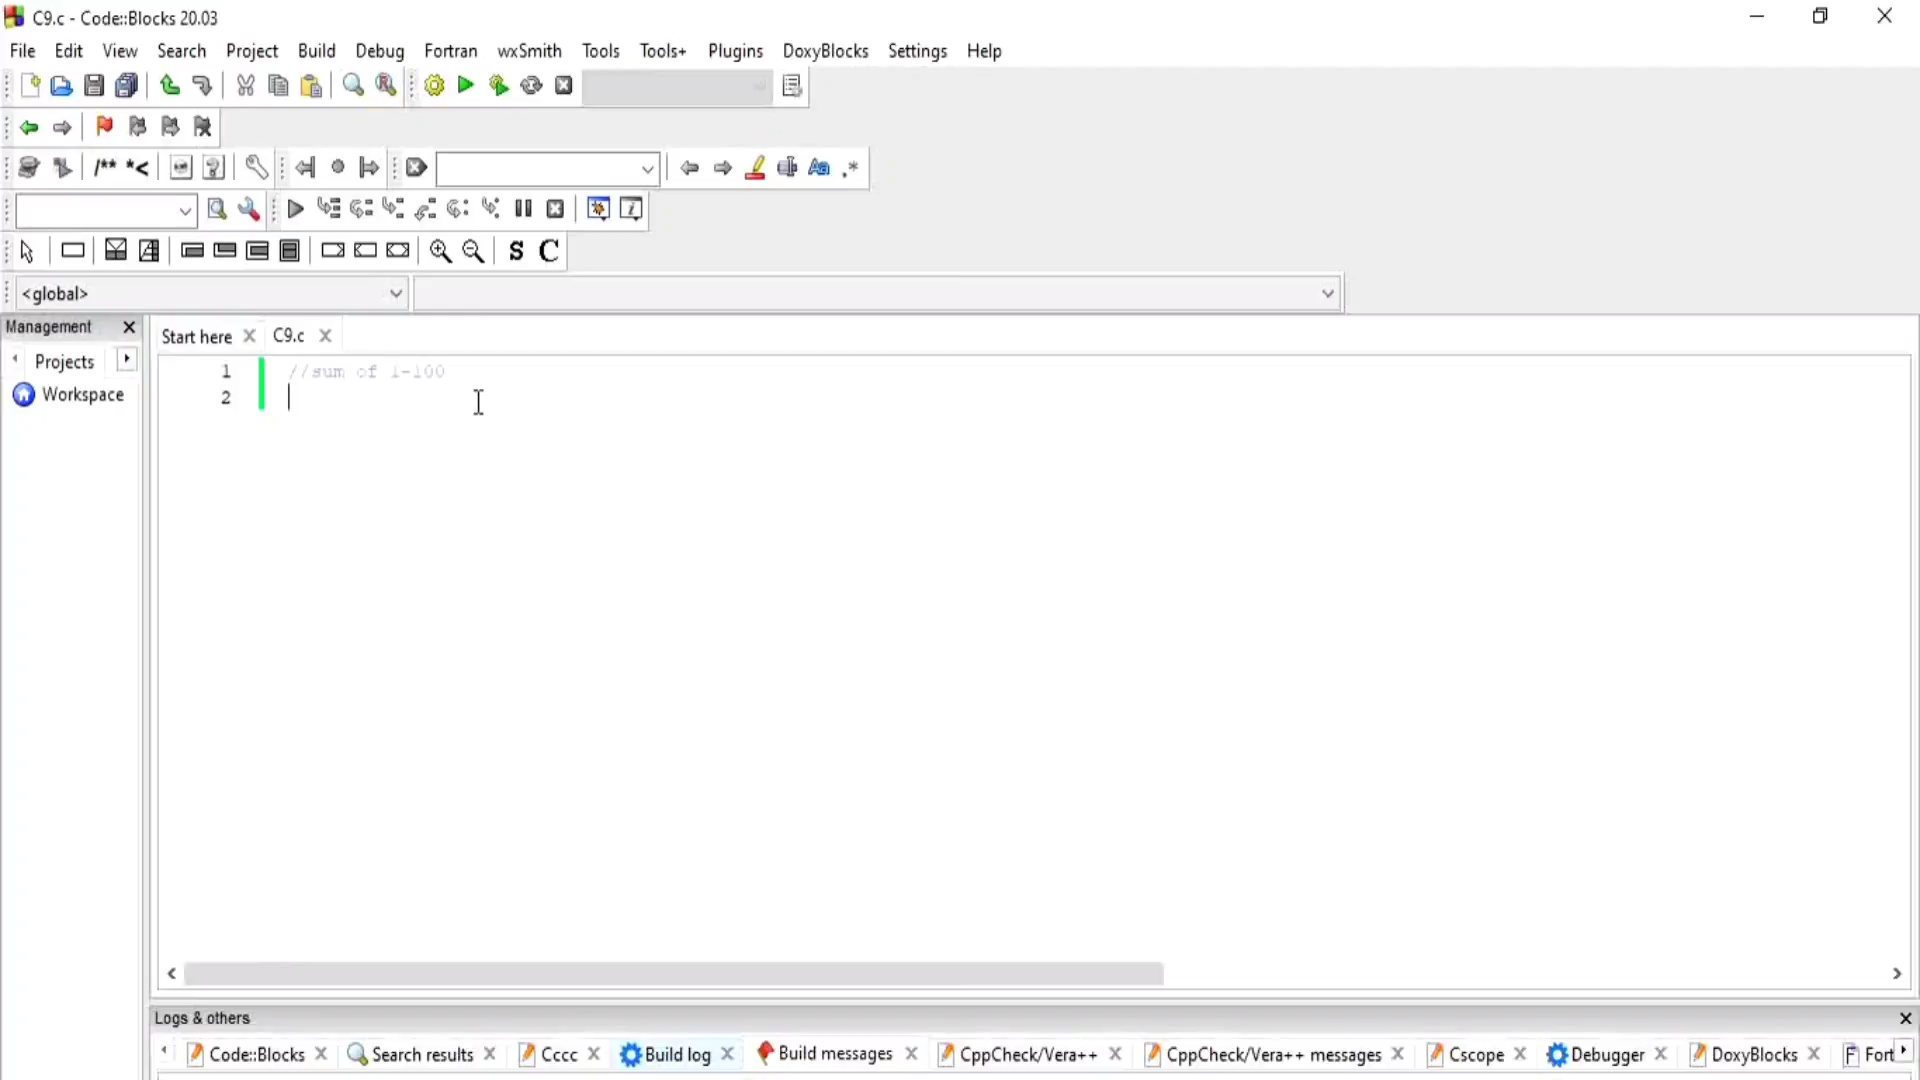 C9.c - Code::Blocks 20.03
File Edit View Search Project Build Debug Fortran wxSmith Tools Tools+ Plugins DoxyBlocks Settings Help
/** *<
Aa .*
S C
<global>
Management
Start here C9.c
Projects
Workspace
1 //sum of 1-100
2
Logs & others
Code::Blocks Search results Cccc Build log Build messages CppCheck/Vera++ CppCheck/Vera++ messages Cscope Debugger DoxyBlocks Fort